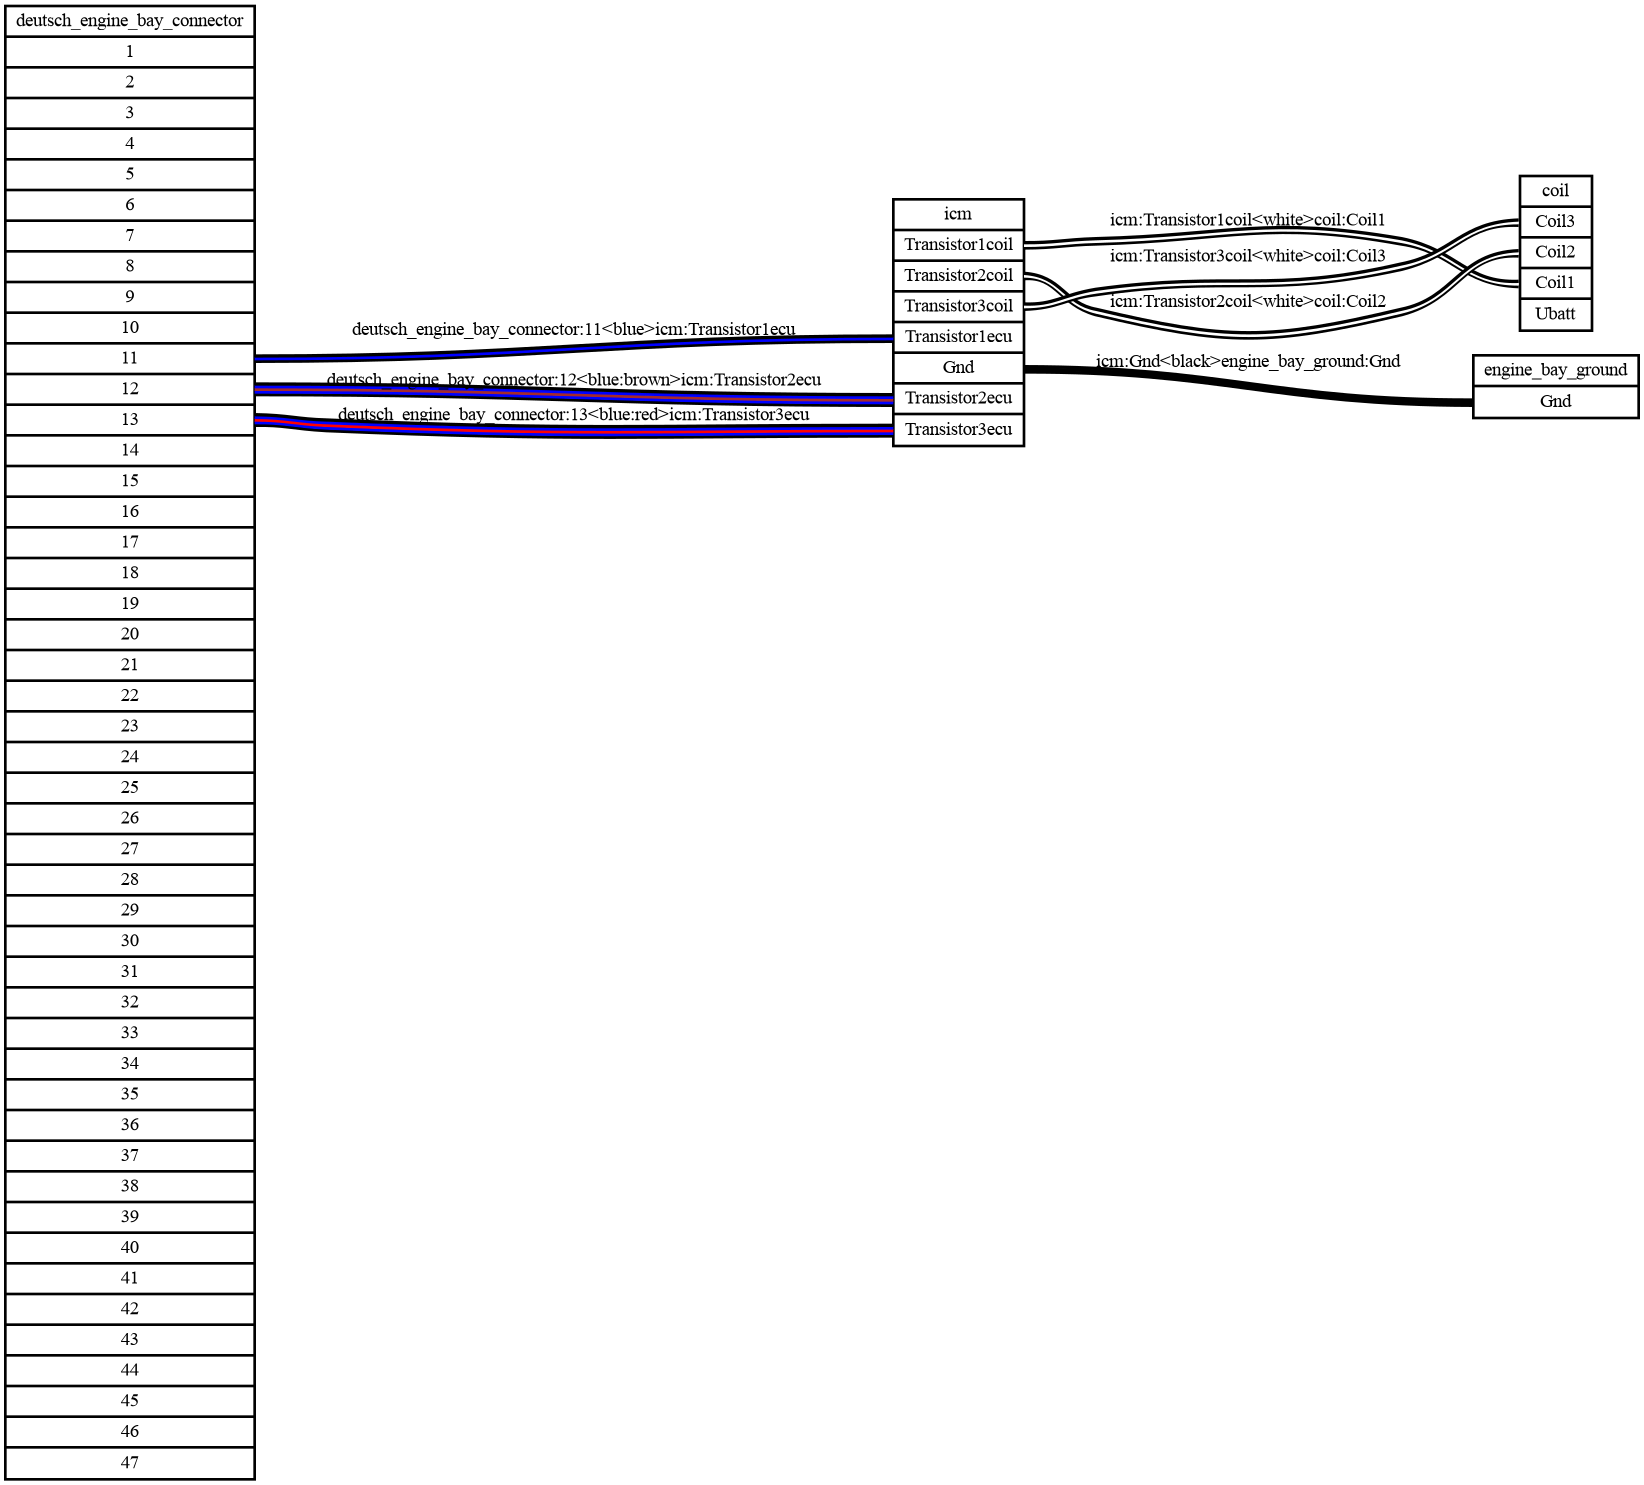 deutsch_engine_bay_connector
1
2
3
4
5
6
7
8
9
10
11
12
13
14
15
16
17
18
19
20
21
22
23
24
25
26
27
28
29
30
31
32
33
34
35
36
37
38
39
40
41
42
43
44
45
46
47
deutsch_engine_bay_connector:11<blue>icm:Transistor1ecu
deutsch_engine_bay_connector:12<blue:brown>icm:Transistor2ecu
deutsch_engine_bay_connector:13<blue:red>icm:Transistor3ecu
icm
Transistor1coil
Transistor2coil
Transistor3coil
Transistor1ecu
Gnd
Transistor2ecu
Transistor3ecu
icm:Transistor1coil<white>coil:Coil1
icm:Transistor3coil<white>coil:Coil3
icm:Transistor2coil<white>coil:Coil2
icm:Gnd<black>engine_bay_ground:Gnd
coil
Coil3
Coil2
Coil1
Ubatt
engine_bay_ground
Gnd